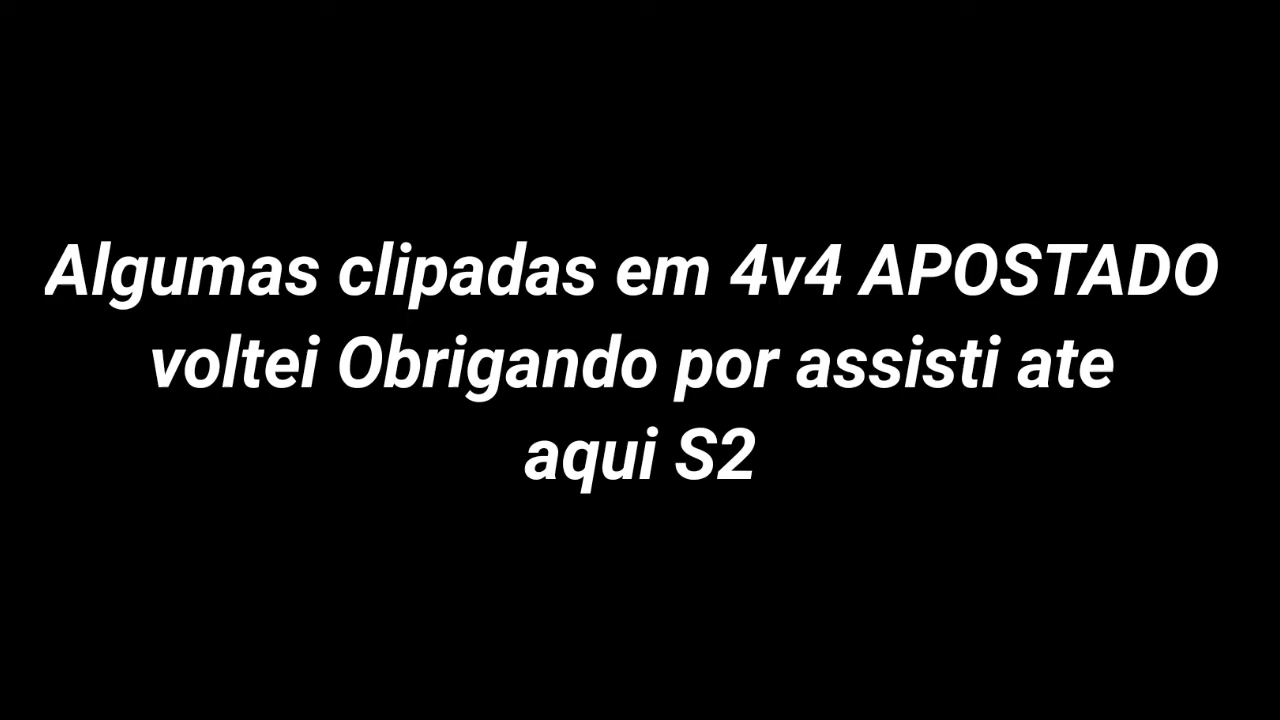 Algumas clipadas em 4v4 APOSTADO
voltei Obrigando por assisti ate
aqui S2